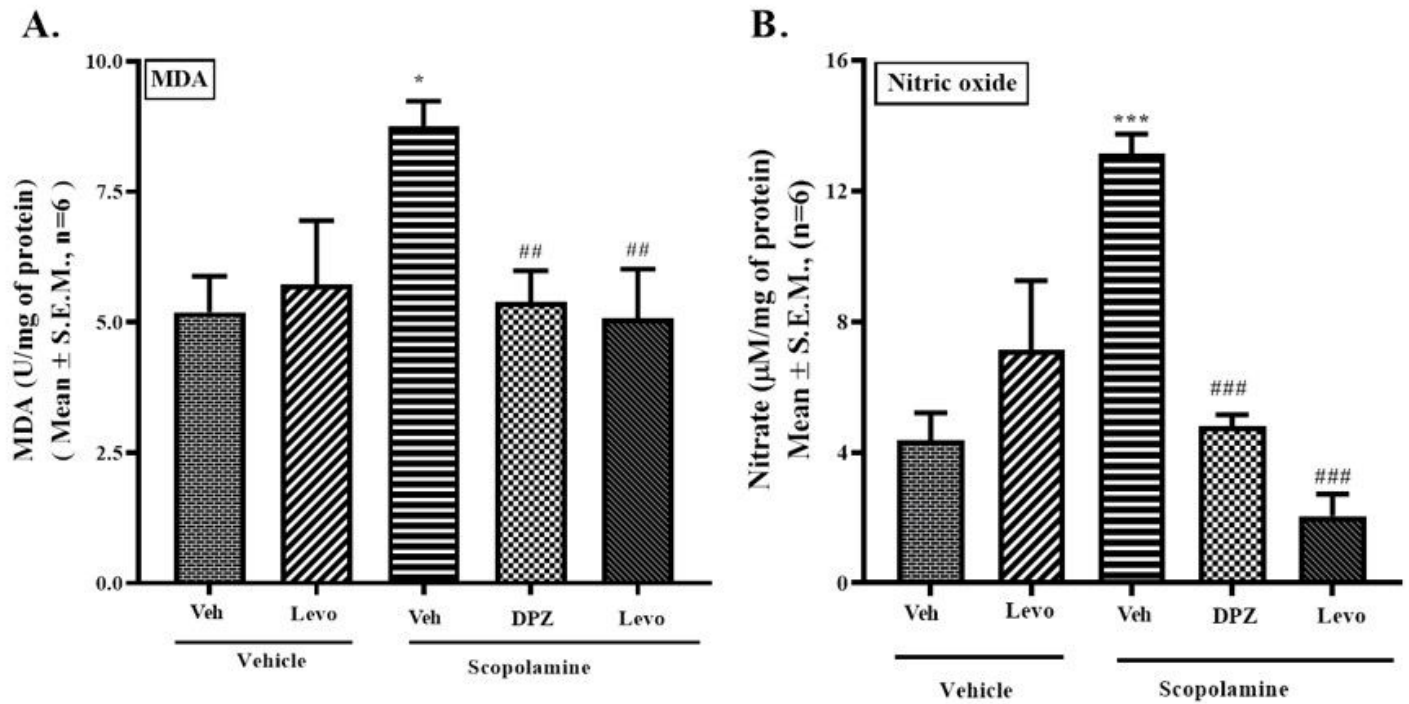 A.
MDA
MDA (U/mg of protein)
( Mean ± S.E.M., n=6 )
10.0
7.5
5.0
2.5
0.0
*
##
##
Veh Levo Veh DPZ Levo
Vehicle Scopolamine
B.
Nitric oxide
Nitrate (µM/mg of protein)
Mean ± S.E.M., (n=6)
16
12
8
4
0
***
###
###
Veh Levo Veh DPZ Levo
Vehicle Scopolamine